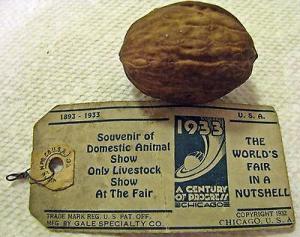 1893 - 1933
U. S. A.
Souvenir of
Domestic Animal
Show
Only Livestock
Show
At The Fair
1933
A CENTURY
OF PROGRESS
CHICAGO
THE
WORLD'S
FAIR
IN A
NUTSHELL
TRADE MARK REG. U. S. PAT. OFF.
MFG. BY GALE SPECIALTY CO.
COPYRIGHT 1932
CHICAGO, U. S. A.